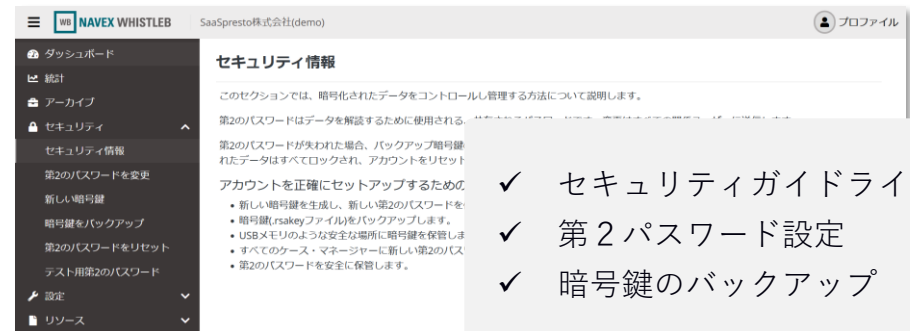 WB NAVEX WHISTLEB
SaaSpresto株式会社(demo)
プロファイル
ダッシュボード
統計
アーカイブ
セキュリティ
セキュリティ情報
第2のパスワードを変更
新しい暗号鍵
暗号鍵をバックアップ
第2のパスワードをリセット
テスト用第2のパスワード
設定
リソース
セキュリティ情報
このセクションでは、暗号化されたデータをコントロールし管理する方法について説明します。
第2のパスワードはデータを解読するために使用される、
第2のパスワードが失われた場合、バックアップ暗号鍵
れたデータはすべてロックされ、アカウントをリセット
アカウントを正確にセットアップするための
• 新しい暗号鍵を生成し、新しい第2のパスワードを
• 暗号鍵(.rsakeyファイル)をバックアップします。
• USBメモリのような安全な場所に暗号鍵を保管しま
• すべてのケース・マネージャーに新しい第2のパス
• 第2のパスワードを安全に保管します。
✓ セキュリティガイドライ
✓ 第２パスワード設定
✓ 暗号鍵のバックアップ